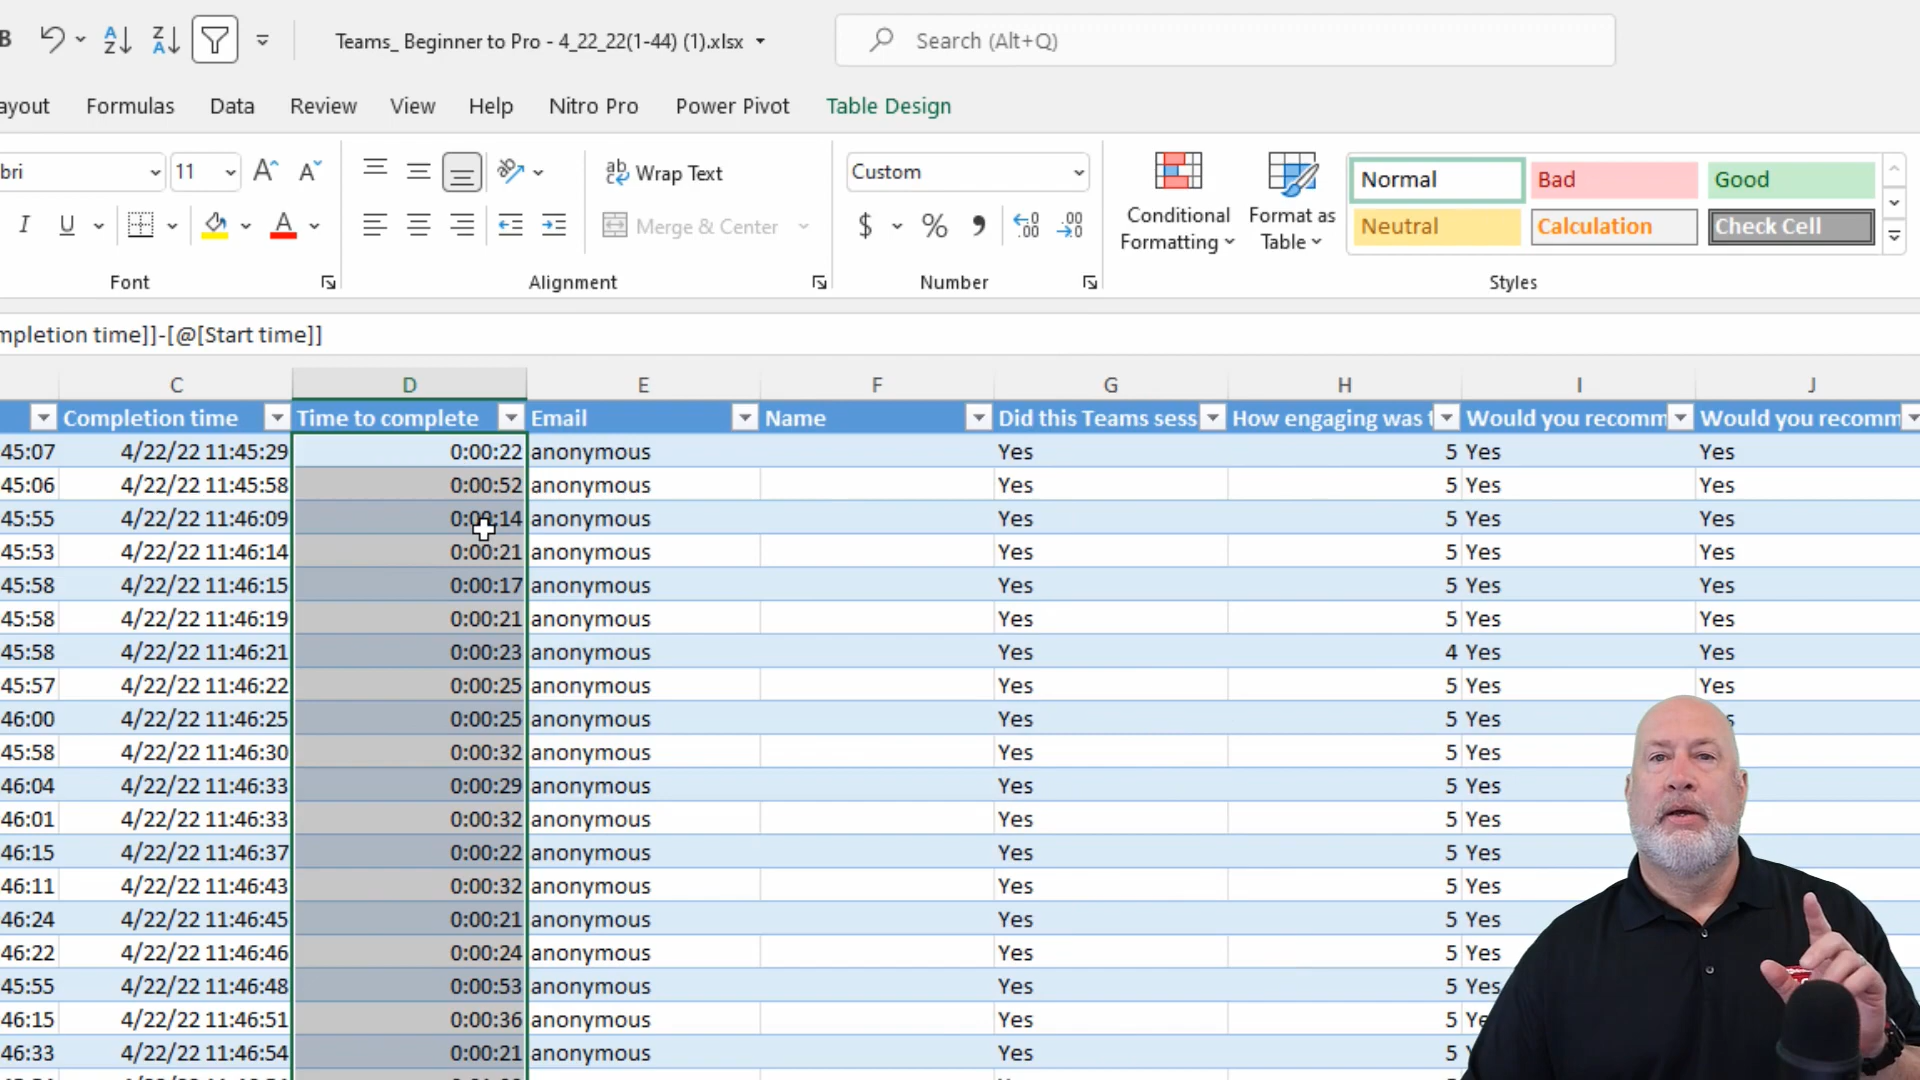 B
Teams_ Beginner to Pro - 4_22_22(1-44) (1).xlsx
Search (Alt+Q)
ayout Formulas Data Review View Help Nitro Pro Power Pivot Table Design
bri 11 Wrap Text Custom Conditional Formatting Format as Table Normal Bad Good
I U A Merge & Center $ % Neutral Calculation Check Cell
Font Alignment Number Styles
mpletion time]]-[@[Start time]]
C D E F G H I J
Completion time Time to complete Email Name Did this Teams sess How engaging was t Would you recomm Would you recomm
45:07 4/22/22 11:45:29 0:00:22 anonymous Yes 5 Yes Yes
45:06 4/22/22 11:45:58 0:00:52 anonymous Yes 5 Yes Yes
45:55 4/22/22 11:46:09 0:00:14 anonymous Yes 5 Yes Yes
45:53 4/22/22 11:46:14 0:00:21 anonymous Yes 5 Yes Yes
45:58 4/22/22 11:46:15 0:00:17 anonymous Yes 5 Yes Yes
45:58 4/22/22 11:46:19 0:00:21 anonymous Yes 5 Yes Yes
45:58 4/22/22 11:46:21 0:00:23 anonymous Yes 4 Yes Yes
45:57 4/22/22 11:46:22 0:00:25 anonymous Yes 5 Yes Yes
46:00 4/22/22 11:46:25 0:00:25 anonymous Yes 5 Yes
45:58 4/22/22 11:46:30 0:00:32 anonymous Yes 5 Yes
46:04 4/22/22 11:46:33 0:00:29 anonymous Yes 5 Yes
46:01 4/22/22 11:46:33 0:00:32 anonymous Yes 5 Yes
46:15 4/22/22 11:46:37 0:00:22 anonymous Yes 5 Yes
46:11 4/22/22 11:46:43 0:00:32 anonymous Yes 5 Yes
46:24 4/22/22 11:46:45 0:00:21 anonymous Yes 5 Yes
46:22 4/22/22 11:46:46 0:00:24 anonymous Yes 5 Yes
45:55 4/22/22 11:46:48 0:00:53 anonymous Yes 5 Yes
46:15 4/22/22 11:46:51 0:00:36 anonymous Yes 5
46:33 4/22/22 11:46:54 0:00:21 anonymous Yes 5